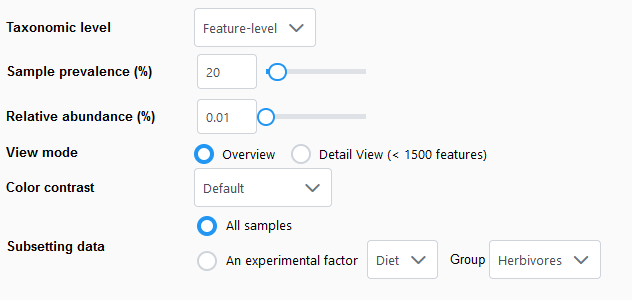 Taxonomic level Feature-level
Sample prevalence (%) 20
Relative abundance (%) 0.01
View mode Overview Detail View (< 1500 features)
Color contrast Default
Subsetting data All samples
An experimental factor Diet Group Herbivores